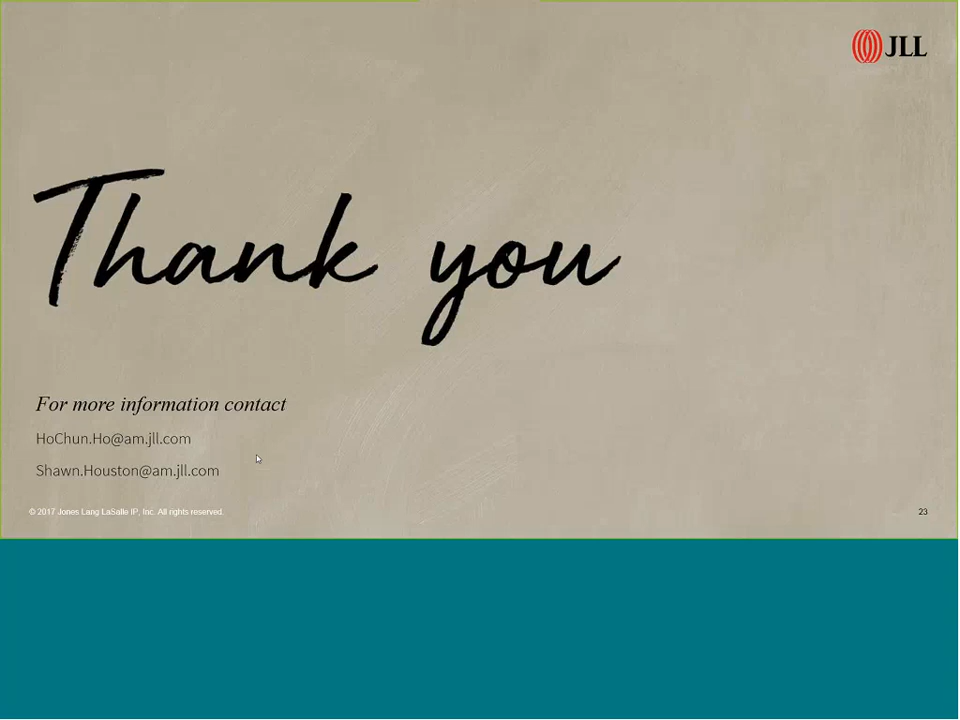 JLL
Thank you
For more information contact
HoChun.Ho@am.jll.com
Shawn.Houston@am.jll.com
© 2017 Jones Lang LaSalle IP, Inc. All rights reserved.
23